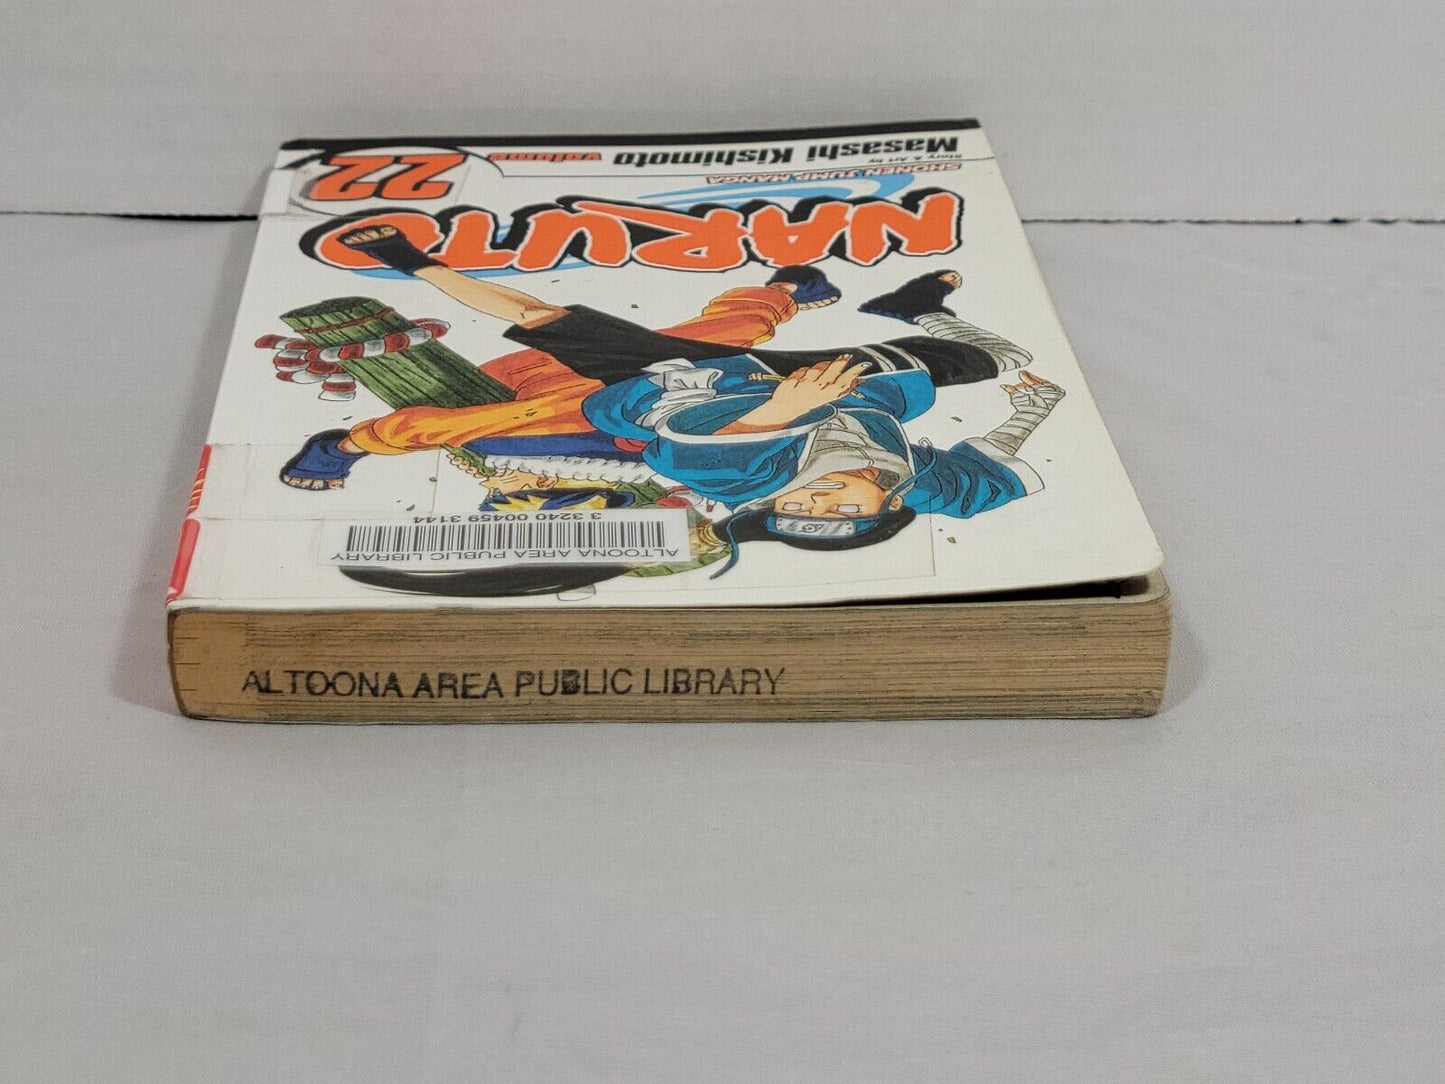 Story & Art by
Masashi Kishimoto volume 22
SHONEN JUMP MANGA
NARUTO
ALTOONA AREA PUBLIC LIBRARY
3 3240 00459 3144
ALTOONA AREA PUBLIC LIBRARY